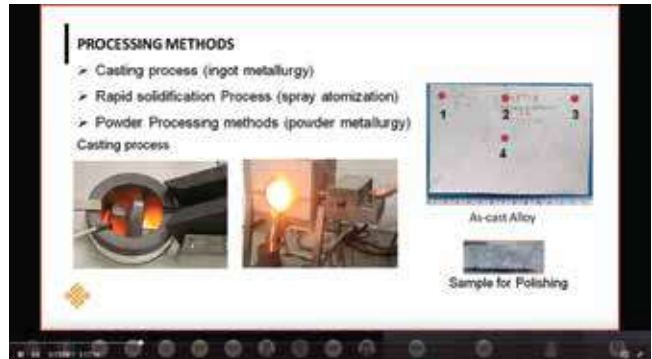 PROCESSING METHODS
➤ Casting process (ingot metallurgy)
➤ Rapid solidification Process (spray atomization)
➤ Powder Processing methods (powder metallurgy)
Casting process
1 2 3
4
As-cast Alloy
Sample for Polishing